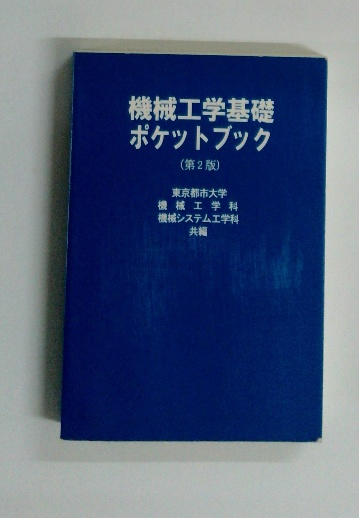 機械工学基礎
ポケットブック
(第2版)
東京都市大学
機械工学科
機械システム工学科
共編